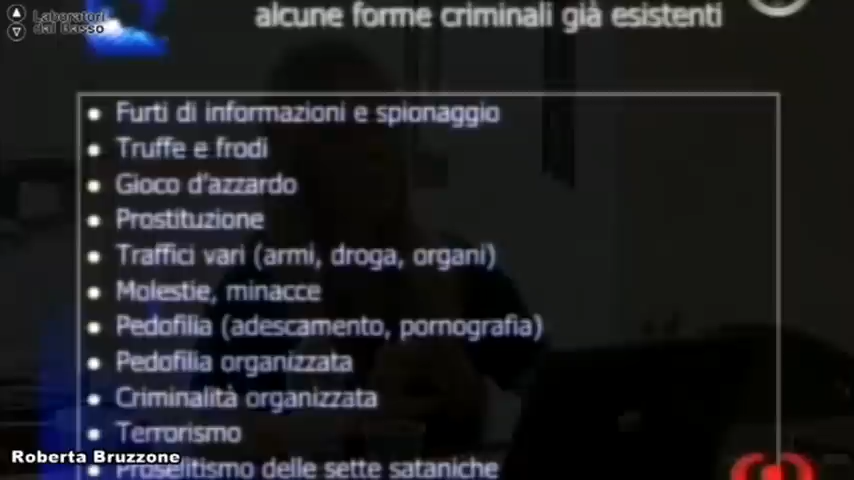 Laboratori
dal Basso
alcune forme criminali già esistenti
Furti di informazioni e spionaggio
Truffe e frodi
Gioco d'azzardo
Prostituzione
Traffici vari (armi, droga, organi)
Molestie, minacce
Pedofilia (adescamento, pornografia)
Pedofilia organizzata
Criminalità organizzata
Terrorismo
Proselitismo delle sette sataniche
Roberta Bruzzone